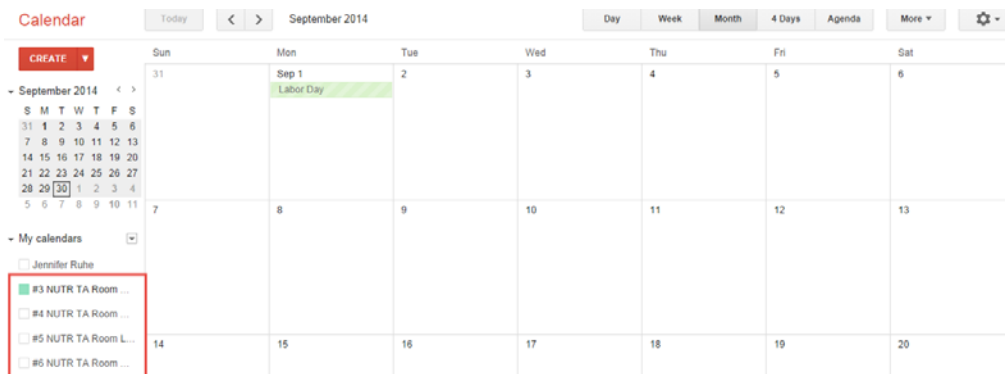 Calendar
Today < > September 2014 Day Week Month 4 Days Agenda More
CREATE
Sun Mon Tue Wed Thu Fri Sat
31 Sep 1 2 3 4 5 6
Labor Day
September 2014 < >
S M T W T F S
31 1 2 3 4 5 6
7 8 9 10 11 12 13
14 15 16 17 18 19 20
21 22 23 24 25 26 27
28 29 30 1 2 3 4
5 6 7 8 9 10 11
7 8 9 10 11 12 13
My calendars
Jennifer Ruhe
#3 NUTR TA Room ...
#4 NUTR TA Room ...
#5 NUTR TA Room L...
14 15 16 17 18 19 20
#6 NUTR TA Room ...